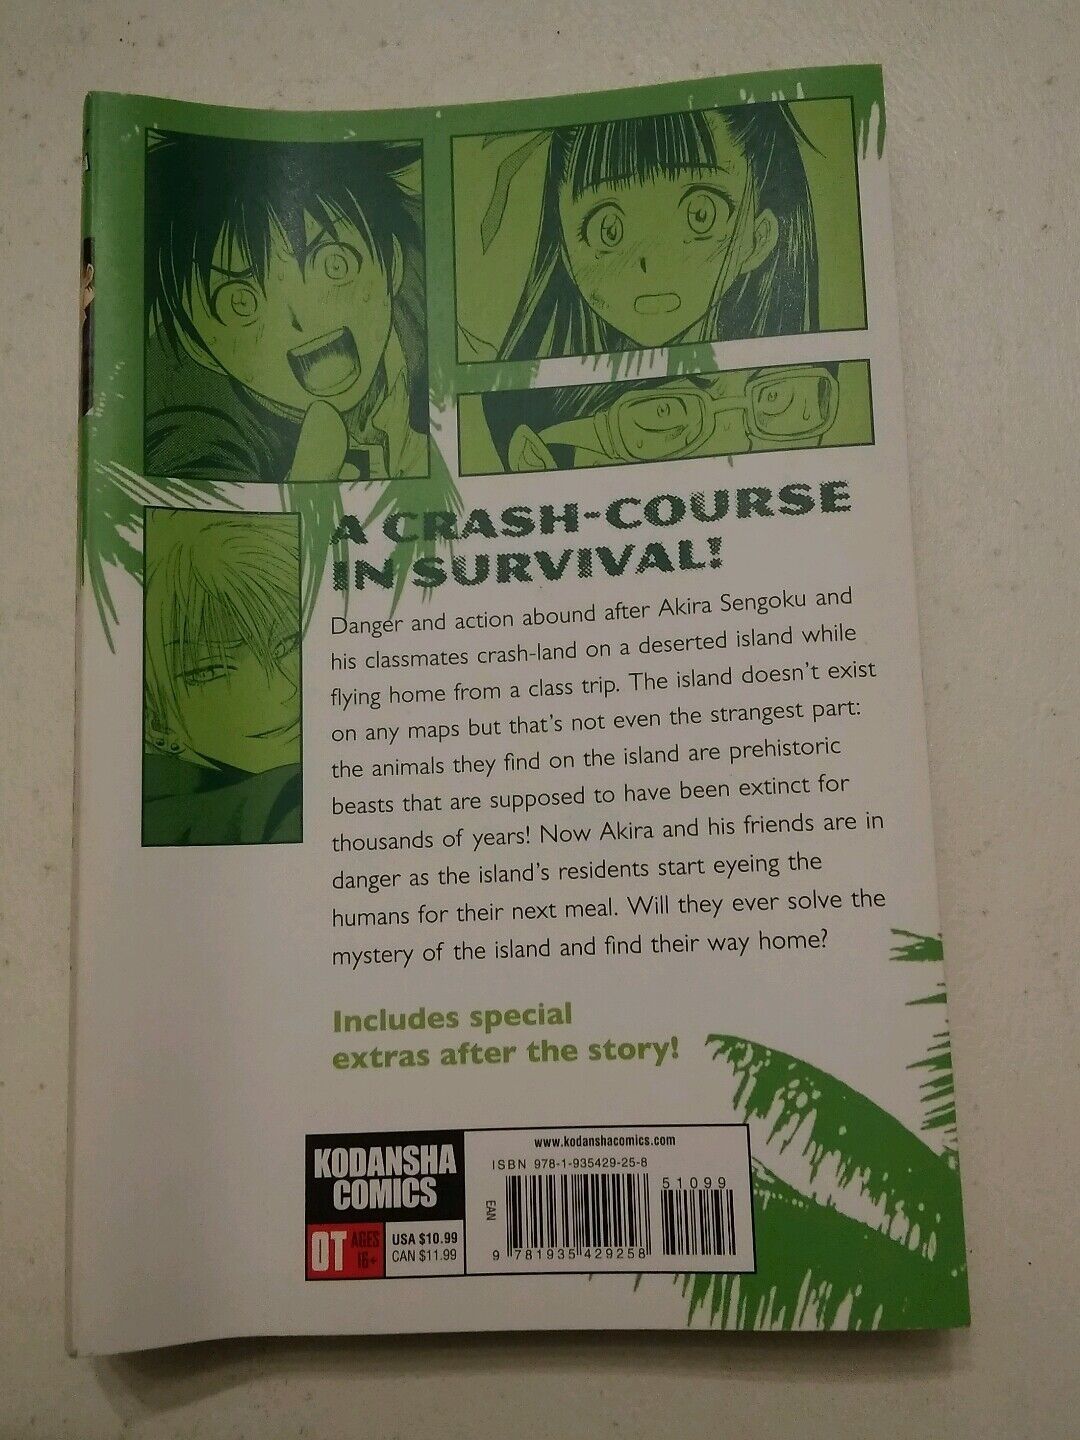 A CRASH-COURSE
IN SURVIVAL!
Danger and action abound after Akira Sengoku and
his classmates crash-land on a deserted island while
flying home from a class trip. The island doesn't exist
on any maps but that's not even the strangest part:
the animals they find on the island are prehistoric
beasts that are supposed to have been extinct for
thousands of years! Now Akira and his friends are in
danger as the island's residents start eyeing the
humans for their next meal. Will they ever solve the
mystery of the island and find their way home?
Includes special
extras after the story!
KODANSHA
COMICS
OT AGES
16+
USA $10.99
CAN $11.99
www.kodanshacomics.com
ISBN 978-1-935429-25-8
51099
EAN
9 781935 429258